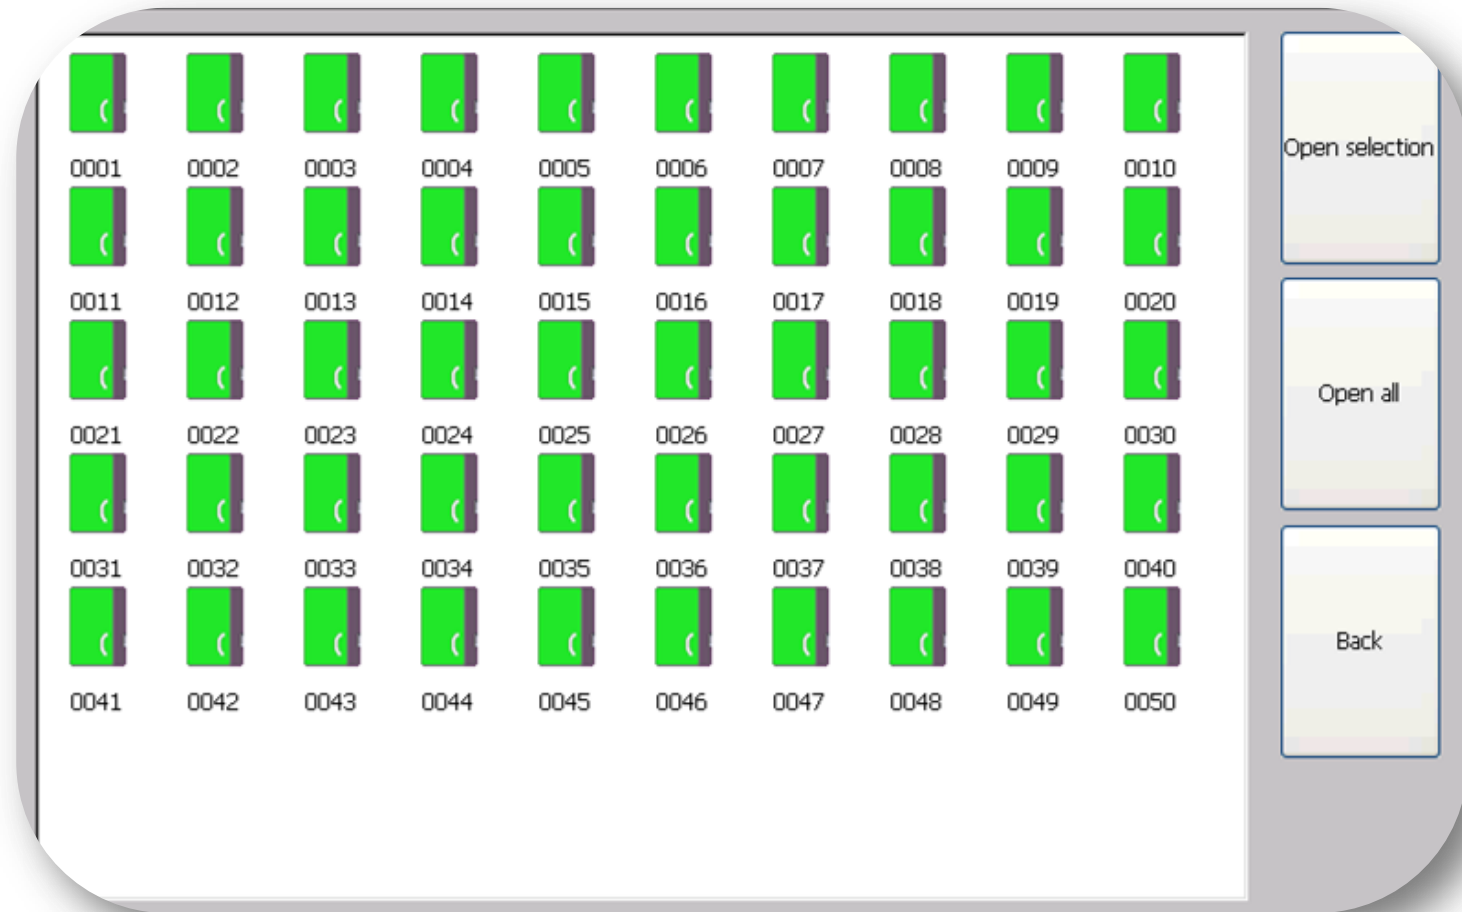 0001 0002 0003 0004 0005 0006 0007 0008 0009 0010
0011 0012 0013 0014 0015 0016 0017 0018 0019 0020
0021 0022 0023 0024 0025 0026 0027 0028 0029 0030
0031 0032 0033 0034 0035 0036 0037 0038 0039 0040
0041 0042 0043 0044 0045 0046 0047 0048 0049 0050
Open selection
Open all
Back